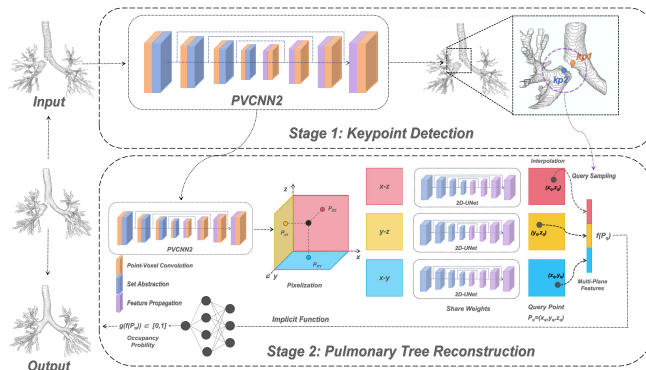 Input
PVCNN2
kp1
kp2
Stage 1: Keypoint Detection
PVCNN2
Point-Voxel Convolution
Set Abstraction
Feature Propagation
z
x
y
Pixelization
x-z
y-z
x-y
2D-UNet
2D-UNet
2D-UNet
Share Weights
Interpolation
(xq,zq)
(yq,zq)
(xq,yq)
Query Point
Pq=(xq,yq,zq)
Query Sampling
f(Pq)
Multi-Plane
Features
Implicit Function
g(f(Pq)) ∈ [0,1]
Occupancy
Probility
Output
Stage 2: Pulmonary Tree Reconstruction